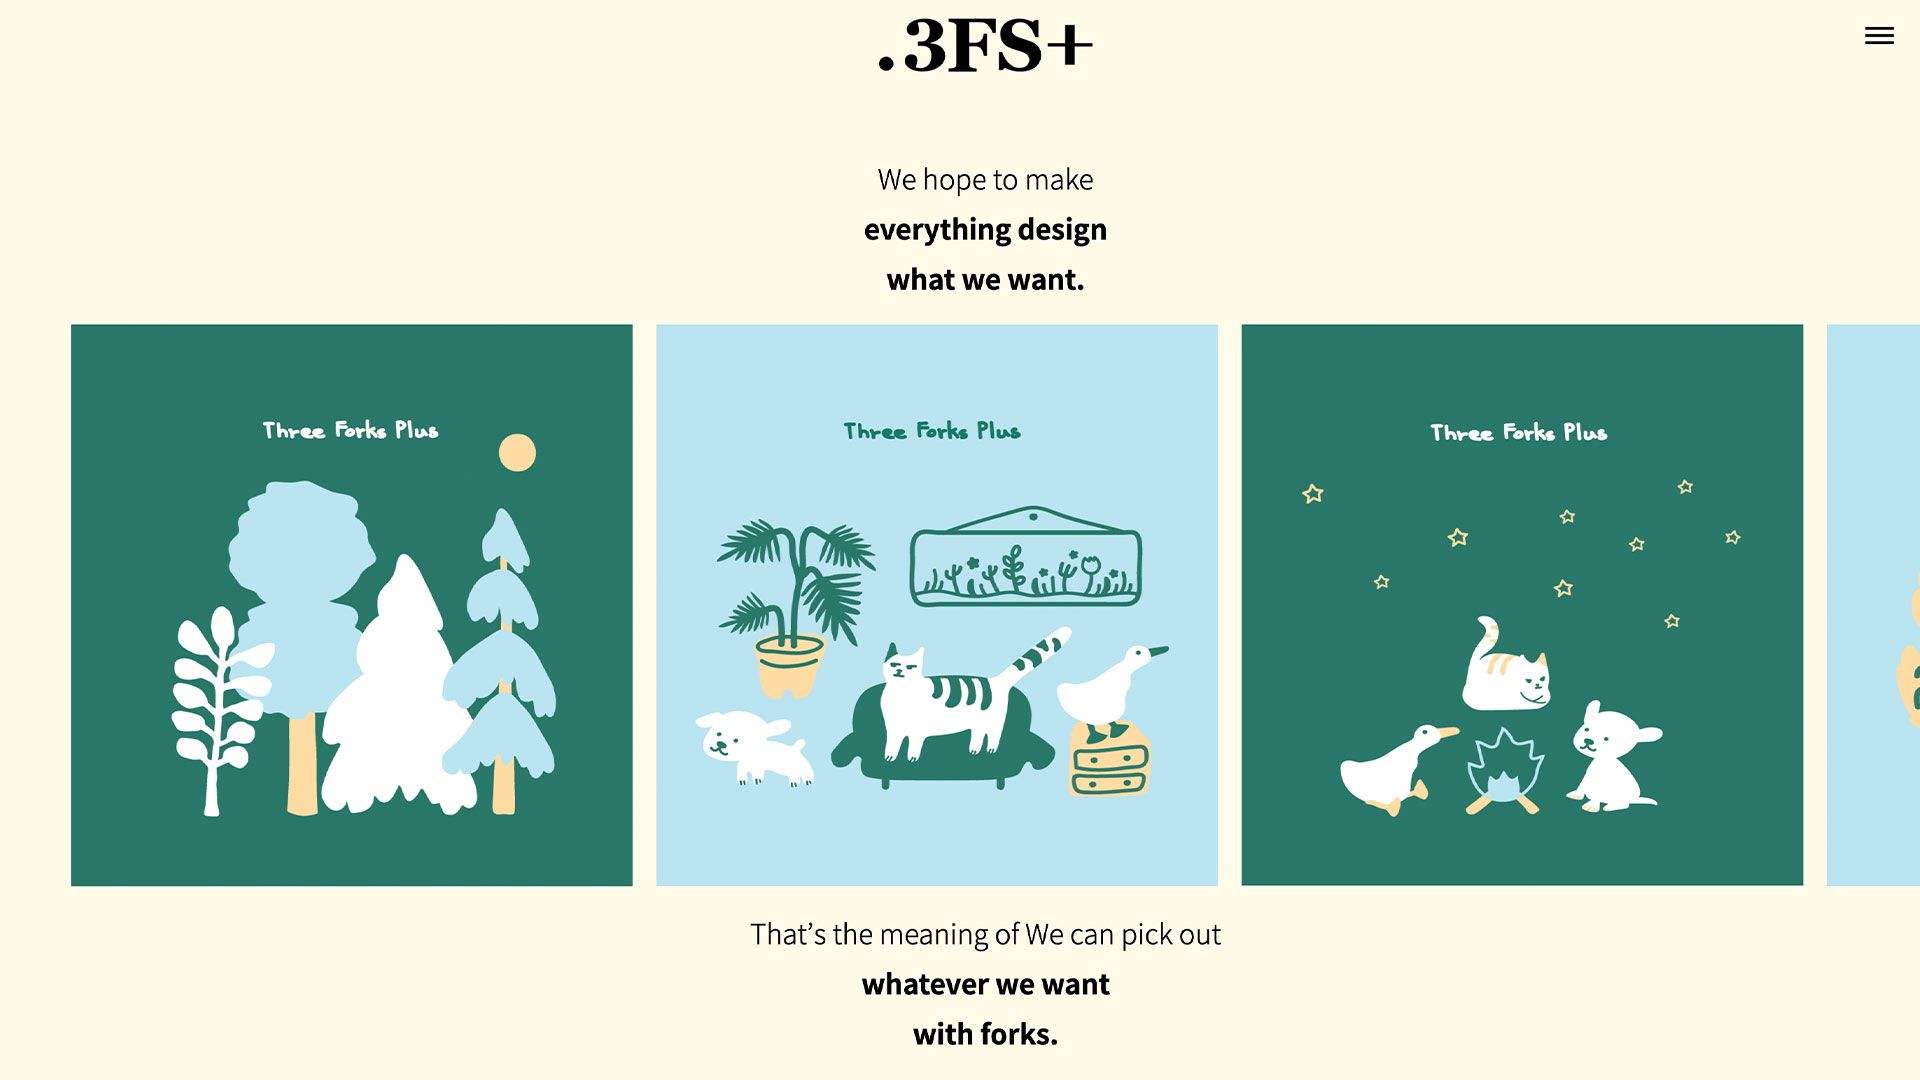 .3FS+
We hope to make
everything design
what we want.
Three Forks Plus
Three Forks Plus
Three Forks Plus
That’s the meaning of We can pick out
whatever we want
with forks.